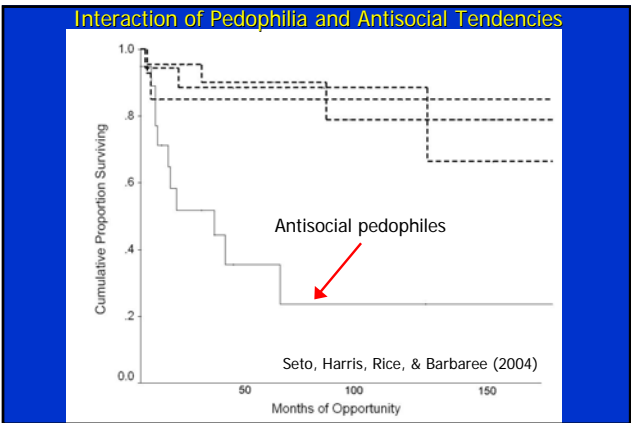 Interaction of Pedophilia and Antisocial Tendencies
1.0
.8
.6
.4
.2
0.0
Cumulative Proportion Surviving
Antisocial pedophiles
Seto, Harris, Rice, & Barbaree (2004)
50 100 150
Months of Opportunity